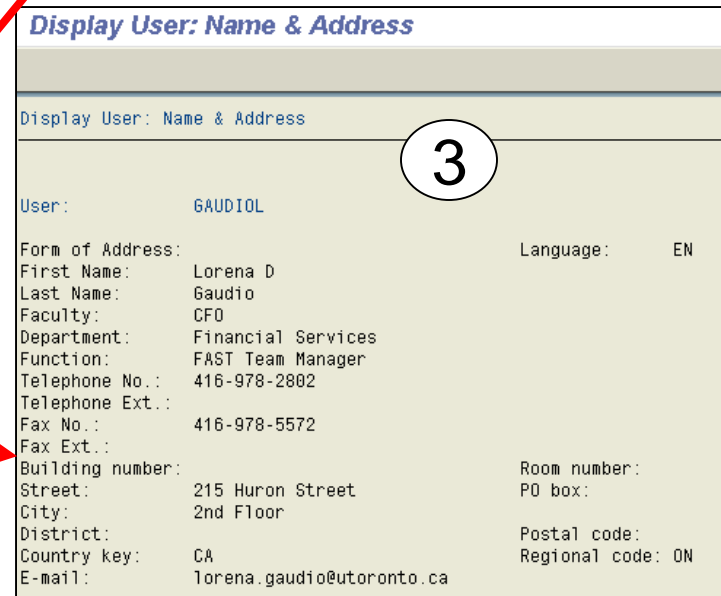 Display User: Name & Address
Display User: Name & Address
3
User: GAUDIOL
Form of Address: Language: EN
First Name: Lorena D
Last Name: Gaudio
Faculty: CFO
Department: Financial Services
Function: FAST Team Manager
Telephone No.: 416-978-2802
Telephone Ext.:
Fax No.: 416-978-5572
Fax Ext.:
Building number: Room number:
Street: 215 Huron Street PO box:
City: 2nd Floor
District: Postal code:
Country key: CA Regional code: ON
E-mail: lorena.gaudio@utoronto.ca